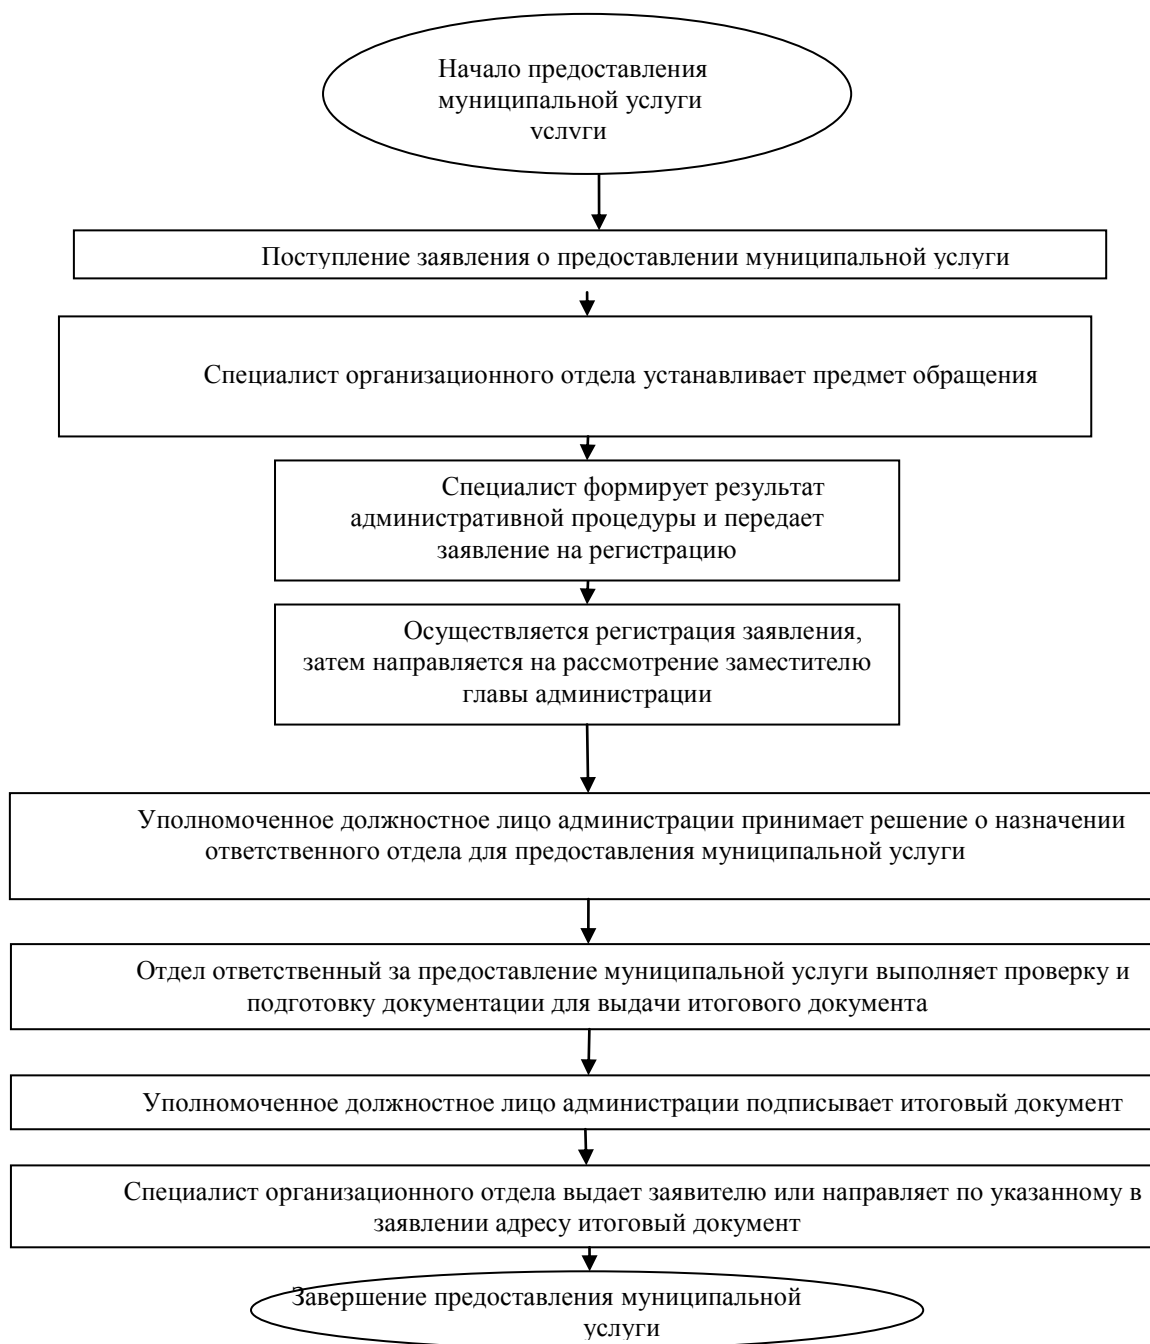 Начало предоставления
муниципальной услуги
услуги
Поступление заявления о предоставлении муниципальной услуги
Специалист организационного отдела устанавливает предмет обращения
Специалист формирует результат
административной процедуры и передает
заявление на регистрацию
Осуществляется регистрация заявления,
затем направляется на рассмотрение заместителю
главы администрации
Уполномоченное должностное лицо администрации принимает решение о назначении
ответственного отдела для предоставления муниципальной услуги
Отдел ответственный за предоставление муниципальной услуги выполняет проверку и
подготовку документации для выдачи итогового документа
Уполномоченное должностное лицо администрации подписывает итоговый документ
Специалист организационного отдела выдает заявителю или направляет по указанному в
заявлении адресу итоговый документ
Завершение предоставления муниципальной
услуги